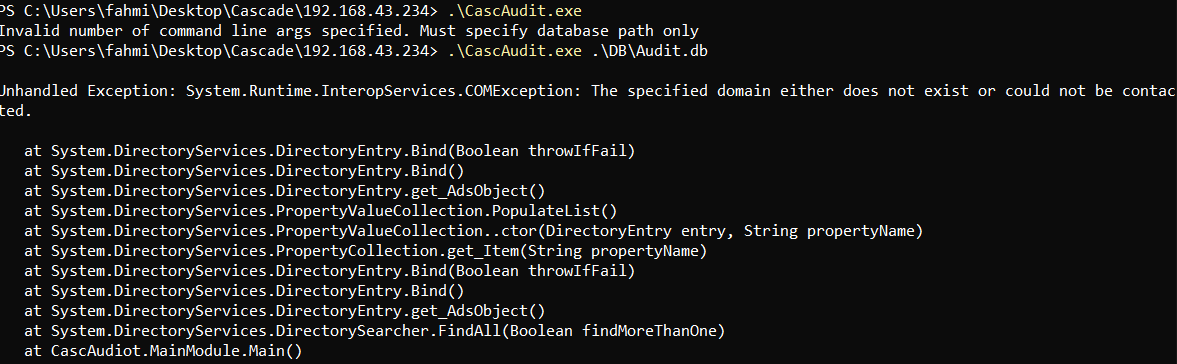 PS C:\Users\fahmi\Desktop\Cascade\192.168.43.234> .\CascAudit.exe
Invalid number of command line args specified. Must specify database path only
PS C:\Users\fahmi\Desktop\Cascade\192.168.43.234> .\CascAudit.exe .\DB\Audit.db
Unhandled Exception: System.Runtime.InteropServices.COMException: The specified domain either does not exist or could not be contac
ted.
at System.DirectoryServices.DirectoryEntry.Bind(Boolean throwIfFail)
at System.DirectoryServices.DirectoryEntry.Bind()
at System.DirectoryServices.DirectoryEntry.get_AdsObject()
at System.DirectoryServices.PropertyValueCollection.PopulateList()
at System.DirectoryServices.PropertyValueCollection..ctor(DirectoryEntry entry, String propertyName)
at System.DirectoryServices.PropertyCollection.get_Item(String propertyName)
at System.DirectoryServices.DirectoryEntry.Bind(Boolean throwIfFail)
at System.DirectoryServices.DirectoryEntry.Bind()
at System.DirectoryServices.DirectoryEntry.get_AdsObject()
at System.DirectoryServices.DirectorySearcher.FindAll(Boolean findMoreThanOne)
at CascAudiot.MainModule.Main()